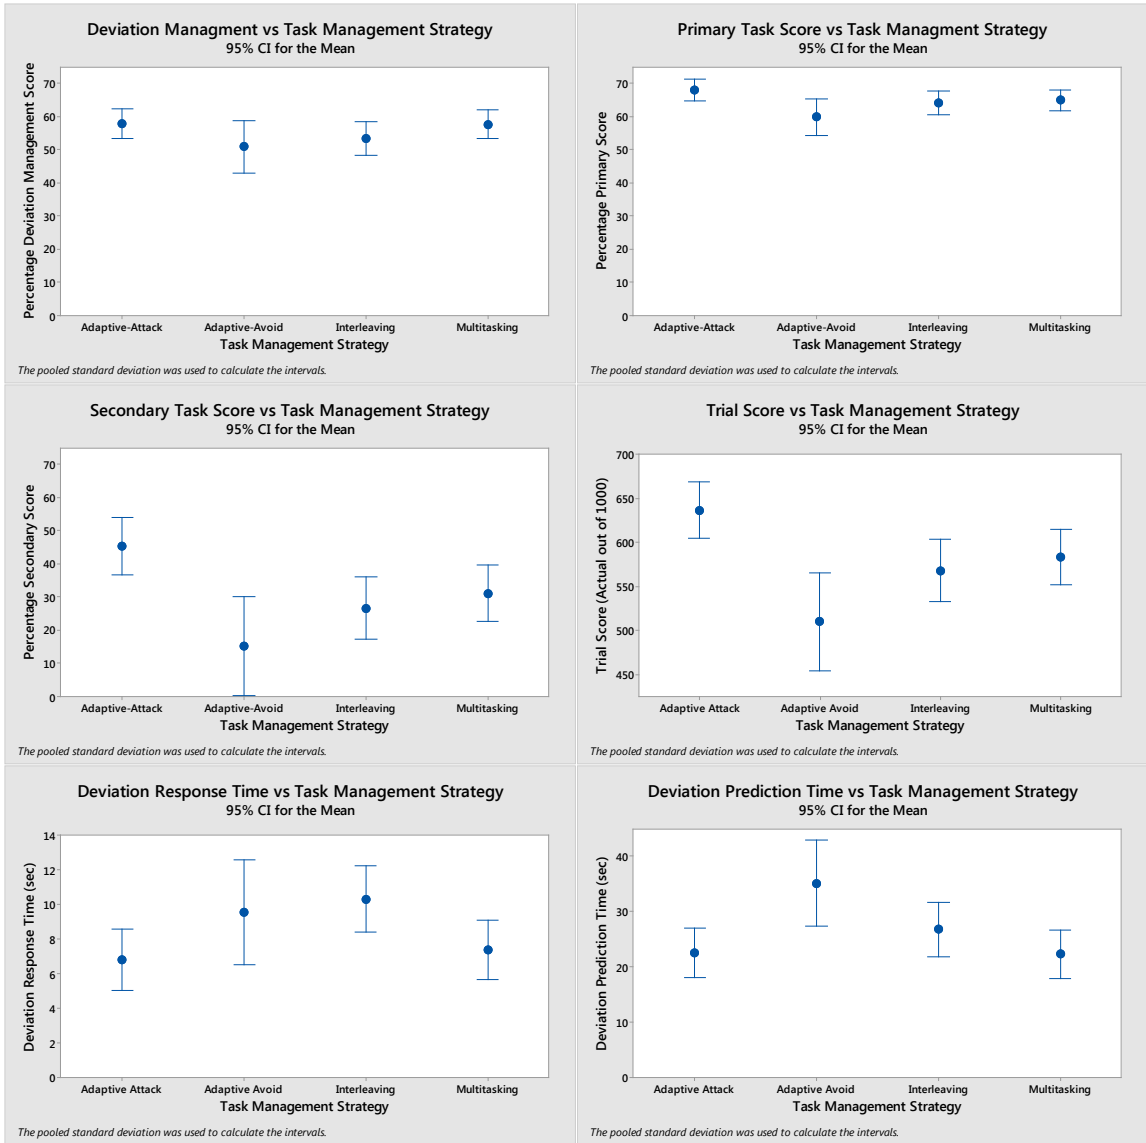 Deviation Managment vs Task Management Strategy
95% CI for the Mean
Percentage Deviation Management Score
70
60
50
40
30
20
10
0
Adaptive-Attack Adaptive-Avoid Interleaving Multitasking
Task Management Strategy
The pooled standard deviation was used to calculate the intervals.
Primary Task Score vs Task Managment Strategy
95% CI for the Mean
Percentage Primary Score
70
60
50
40
30
20
10
0
Adaptive-Attack Adaptive-Avoid Interleaving Multitasking
Task Management Strategy
The pooled standard deviation was used to calculate the intervals.
Secondary Task Score vs Task Management Strategy
95% CI for the Mean
Percentage Secondary Score
70
60
50
40
30
20
10
0
Adaptive-Attack Adaptive-Avoid Interleaving Multitasking
Task Management Strategy
The pooled standard deviation was used to calculate the intervals.
Trial Score vs Task Management Strategy
95% CI for the Mean
Trial Score (Actual out of 1000)
700
650
600
550
500
450
Adaptive Attack Adaptive Avoid Interleaving Multitasking
Task Management Strategy
The pooled standard deviation was used to calculate the intervals.
Deviation Response Time vs Task Management Strategy
95% CI for the Mean
Deviation Response Time (sec)
14
12
10
8
6
4
2
0
Adaptive Attack Adaptive Avoid Interleaving Multitasking
Task Management Strategy
The pooled standard deviation was used to calculate the intervals.
Deviation Prediction Time vs Task Management Strategy
95% CI for the Mean
Deviation Prediction Time (sec)
40
30
20
10
0
Adaptive Attack Adaptive Avoid Interleaving Multitasking
Task Management Strategy
The pooled standard deviation was used to calculate the intervals.